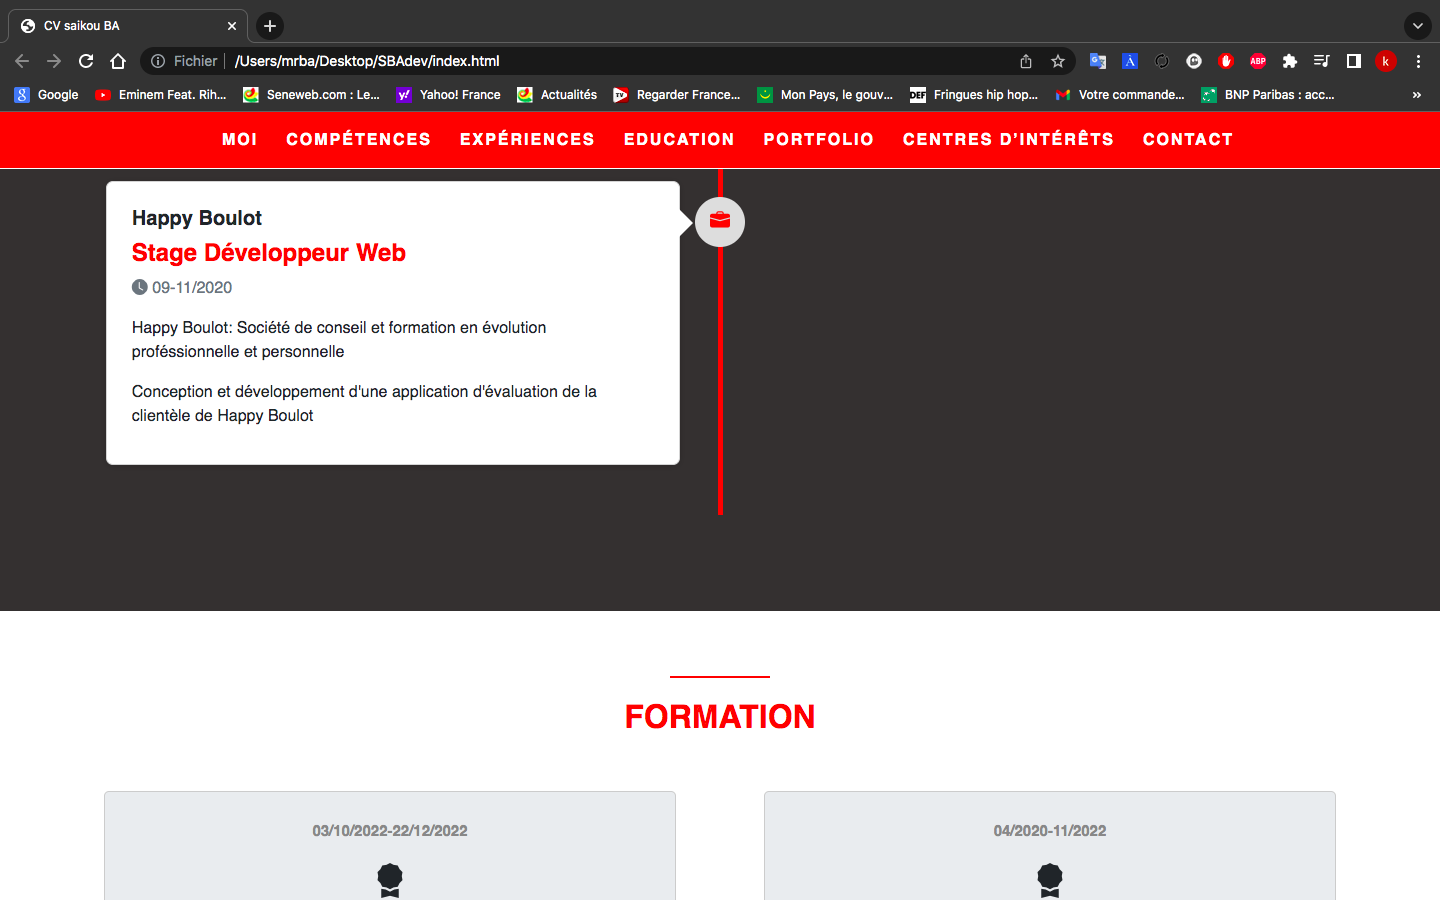 CV saikou BA
Fichier /Users/mrba/Desktop/SBAdev/index.html
ABP
k
Google
Eminem Feat. Rih...
Seneweb.com : Le...
Yahoo! France
Actualités
Regarder France...
Mon Pays, le gouv...
DEF Fringues hip hop...
Votre commande...
BNP Paribas : acc...
»
MOI COMPÉTENCES EXPÉRIENCES EDUCATION PORTFOLIO CENTRES D’INTÉRÊTS CONTACT
Happy Boulot
Stage Développeur Web
09-11/2020
Happy Boulot: Société de conseil et formation en évolution
proféssionnelle et personnelle
Conception et développement d'une application d'évaluation de la
clientèle de Happy Boulot
FORMATION
03/10/2022-22/12/2022
04/2020-11/2022